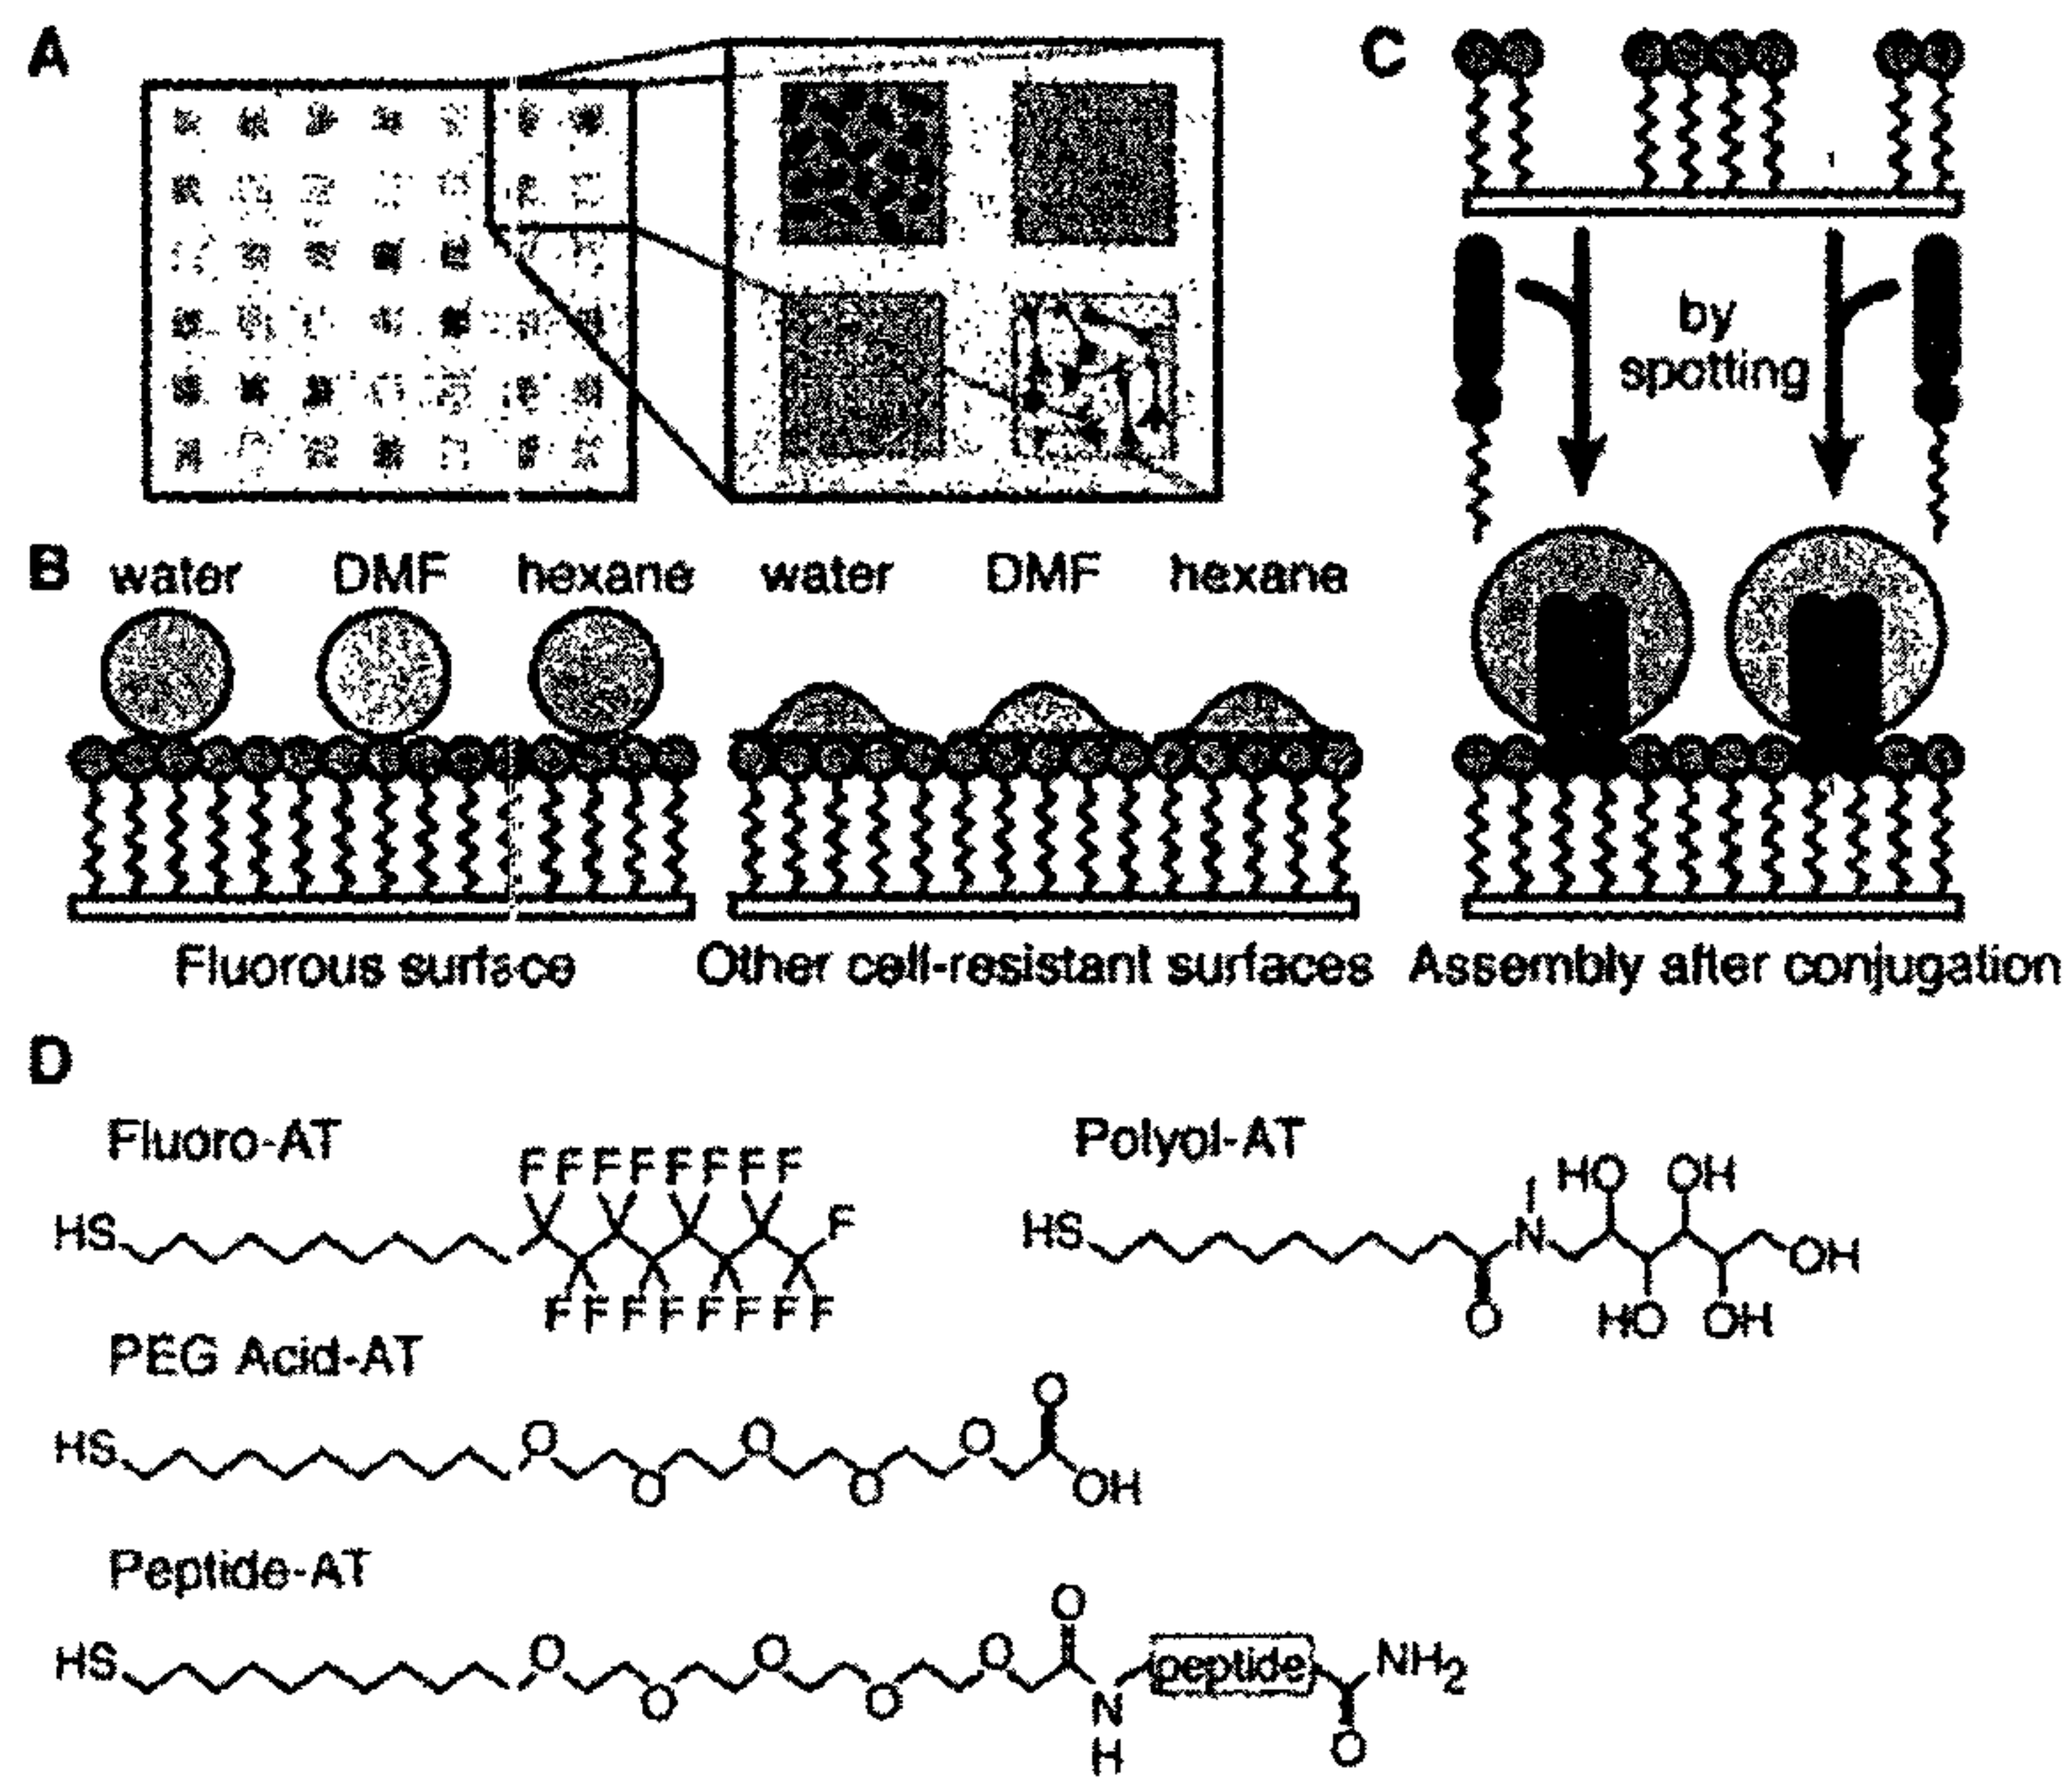 A
C
by
spotting
B
water DMF hexane water DMF hexane
Fluorous surface
Other cell-resistant surfaces
Assembly after conjugation
D
Fluoro-AT
F F F F F F F F
HS
F
F F F F F F F F
Polyol-AT
HO OH
HS
N
OH
O
HO OH
PEG Acid-AT
O
HS
O O O
O O
OH
Peptide-AT
O
HS
O O O
peptide
NH2
O O
N
H
O